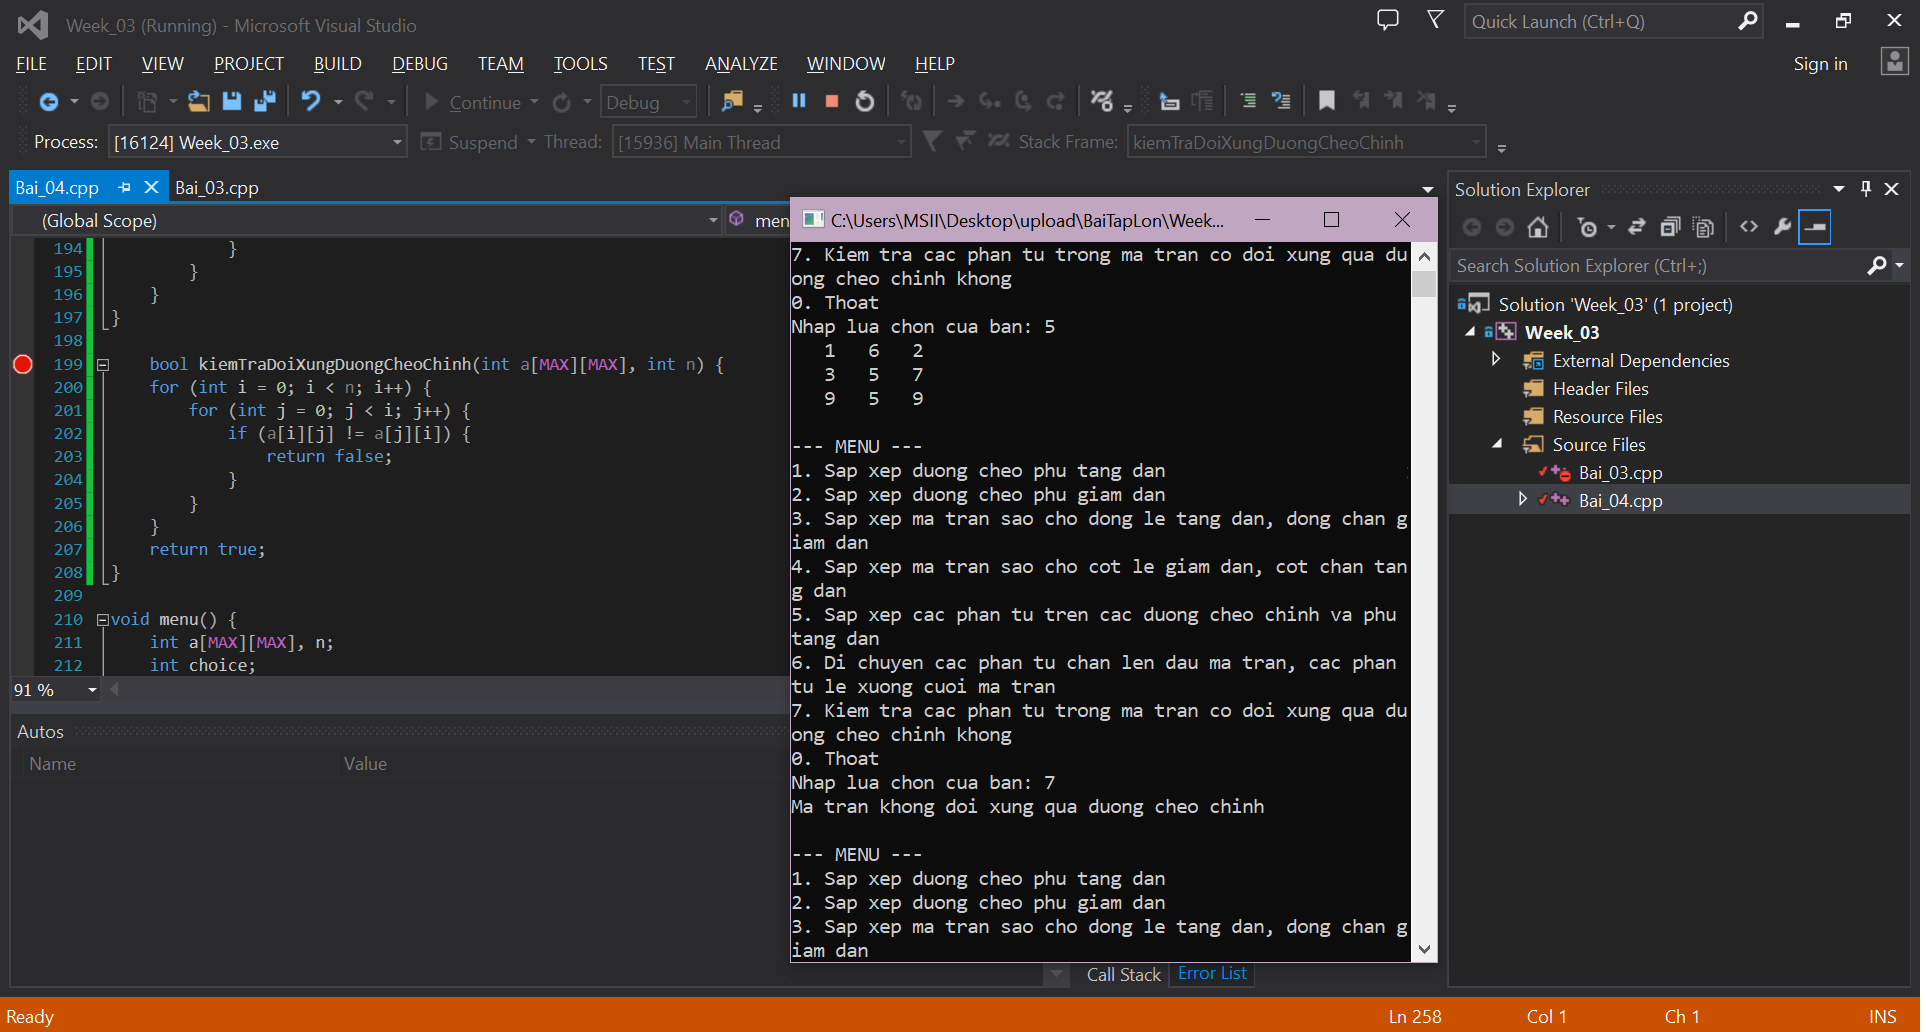 Week_03 (Running) - Microsoft Visual Studio
Quick Launch (Ctrl+Q)
FILE EDIT VIEW PROJECT BUILD DEBUG TEAM TOOLS TEST ANALYZE WINDOW HELP
Sign in
Continue Debug
Process: [16124] Week_03.exe Suspend Thread: [15936] Main Thread Stack Frame: kiemTraDoiXungDuongCheoChinh
Bai_04.cpp Bai_03.cpp
(Global Scope) men
194 }
195 }
196 }
197 }
198
199 bool kiemTraDoiXungDuongCheoChinh(int a[MAX][MAX], int n) {
200 for (int i = 0; i < n; i++) {
201 for (int j = 0; j < i; j++) {
202 if (a[i][j] != a[j][i]) {
203 return false;
204 }
205 }
206 }
207 return true;
208 }
209
210 void menu() {
211 int a[MAX][MAX], n;
212 int choice;
91 %
Autos
Name Value
C:\Users\MSII\Desktop\upload\BaiTapLon\Week...
7. Kiem tra cac phan tu trong ma tran co doi xung qua du
ong cheo chinh khong
0. Thoat
Nhap lua chon cua ban: 5
1 6 2
3 5 7
9 5 9
--- MENU ---
1. Sap xep duong cheo phu tang dan
2. Sap xep duong cheo phu giam dan
3. Sap xep ma tran sao cho dong le tang dan, dong chan g
iam dan
4. Sap xep ma tran sao cho cot le giam dan, cot chan tan
g dan
5. Sap xep cac phan tu tren cac duong cheo chinh va phu
tang dan
6. Di chuyen cac phan tu chan len dau ma tran, cac phan
tu le xuong cuoi ma tran
7. Kiem tra cac phan tu trong ma tran co doi xung qua du
ong cheo chinh khong
0. Thoat
Nhap lua chon cua ban: 7
Ma tran khong doi xung qua duong cheo chinh
--- MENU ---
1. Sap xep duong cheo phu tang dan
2. Sap xep duong cheo phu giam dan
3. Sap xep ma tran sao cho dong le tang dan, dong chan g
iam dan
Call Stack Error List
Solution Explorer
Search Solution Explorer (Ctrl+;)
Solution 'Week_03' (1 project)
Week_03
External Dependencies
Header Files
Resource Files
Source Files
Bai_03.cpp
Bai_04.cpp
Ready Ln 258 Col 1 Ch 1 INS